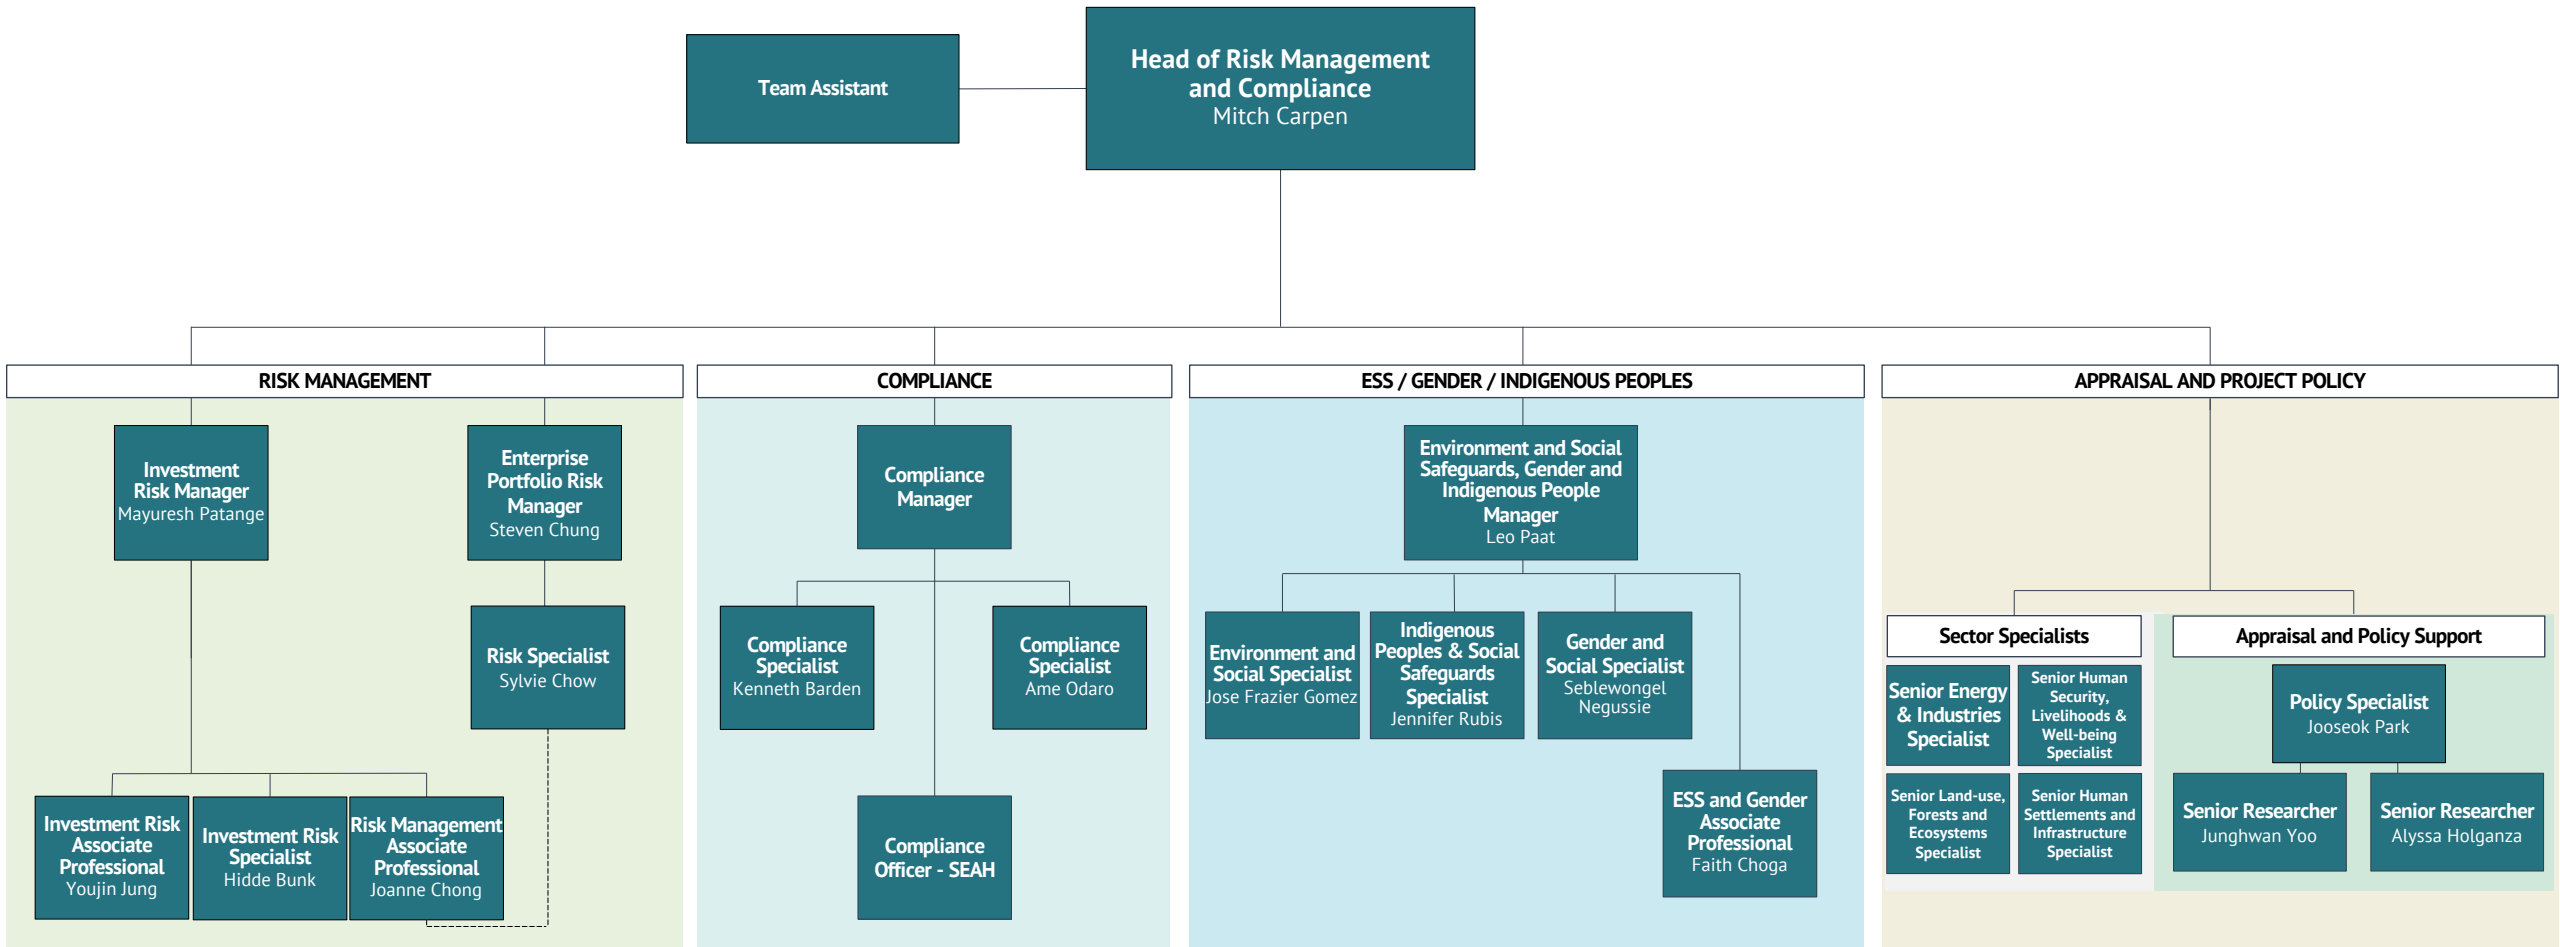 Team Assistant
Head of Risk Management
and Compliance
Mitch Carpen
RISK MANAGEMENT
Investment
Risk Manager
Mayuresh Patange
Enterprise
Portfolio Risk
Manager
Steven Chung
Risk Specialist
Sylvie Chow
Investment Risk
Associate
Professional
Youjin Jung
Investment Risk
Specialist
Hidde Bunk
Risk Management
Associate
Professional
Joanne Chong
COMPLIANCE
Compliance
Manager
Compliance
Specialist
Kenneth Barden
Compliance
Specialist
Ame Odaro
Compliance
Officer - SEAH
ESS / GENDER / INDIGENOUS PEOPLES
Environment and Social
Safeguards, Gender and
Indigenous People
Manager
Leo Paat
Environment and
Social Specialist
Jose Frazier Gomez
Indigenous
Peoples & Social
Safeguards
Specialist
Jennifer Rubis
Gender and
Social Specialist
Seblewongel
Negussie
ESS and Gender
Associate
Professional
Faith Choga
APPRAISAL AND PROJECT POLICY
Sector Specialists
Senior Energy
& Industries
Specialist
Senior Human
Security,
Livelihoods &
Well-being
Specialist
Senior Land-use,
Forests and
Ecosystems
Specialist
Senior Human
Settlements and
Infrastructure
Specialist
Appraisal and Policy Support
Policy Specialist
Jooseok Park
Senior Researcher
Junghwan Yoo
Senior Researcher
Alyssa Holganza